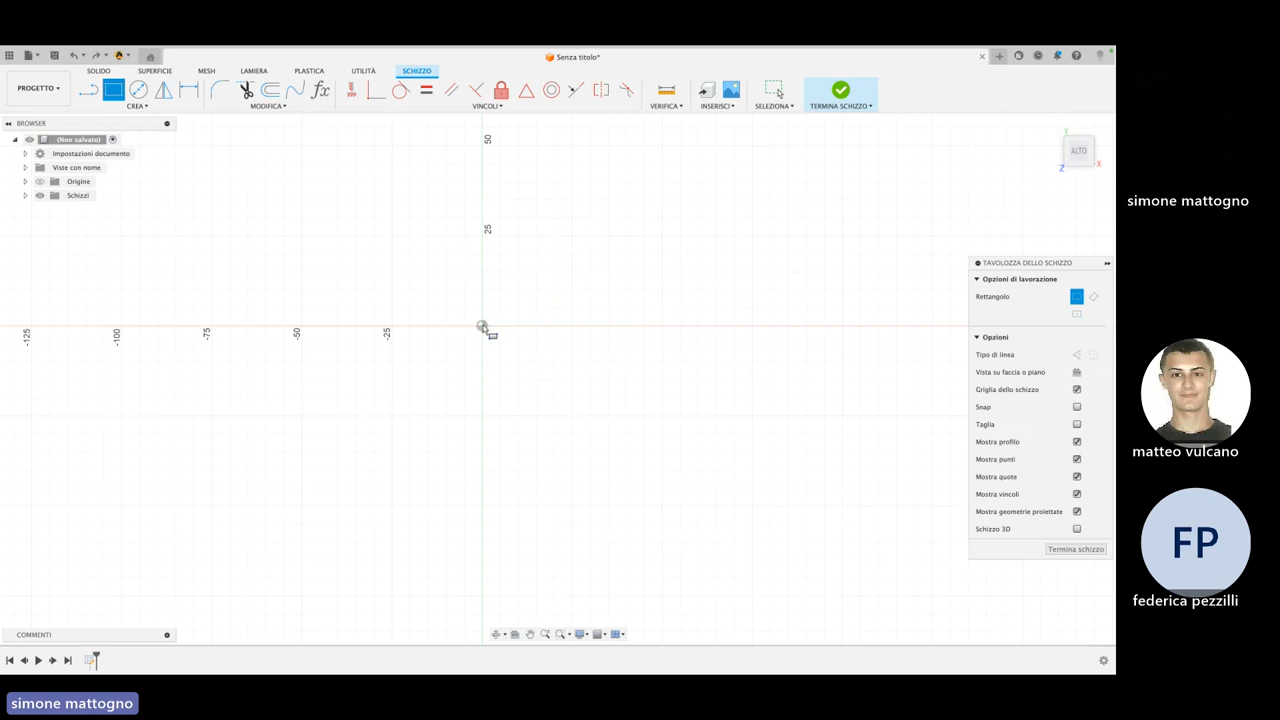 Senza titolo*
PROGETTO
SOLIDO
SUPERFICIE
MESH
LAMIERA
PLASTICA
UTILITÀ
SCHIZZO
CREA
MODIFICA
fx
VINCOLI
VERIFICA
INSERISCI
SELEZIONA
TERMINA SCHIZZO
BROWSER
(Non salvato)
Impostazioni documento
Viste con nome
Origine
Schizzi
50
25
-125
-100
-75
-50
-25
Y
ALTO
X
Z
TAVOLOZZA DELLO SCHIZZO
Opzioni di lavorazione
Rettangolo
Opzioni
Tipo di linea
Vista su faccia o piano
Griglia dello schizzo
Snap
Taglia
Mostra profilo
Mostra punti
Mostra quote
Mostra vincoli
Mostra geometrie proiettate
Schizzo 3D
Termina schizzo
COMMENTI
simone mattogno
matteo vulcano
FP
federica pezzilli
simone mattogno